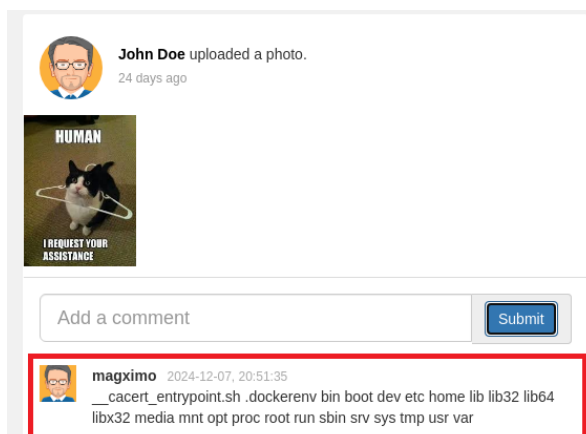 John Doe uploaded a photo.
24 days ago
HUMAN
I REQUEST YOUR
ASSISTANCE
Add a comment
Submit
magximo 2024-12-07, 20:51:35
__cacert_entrypoint.sh .dockerenv bin boot dev etc home lib lib32 lib64
libx32 media mnt opt proc root run sbin srv sys tmp usr var